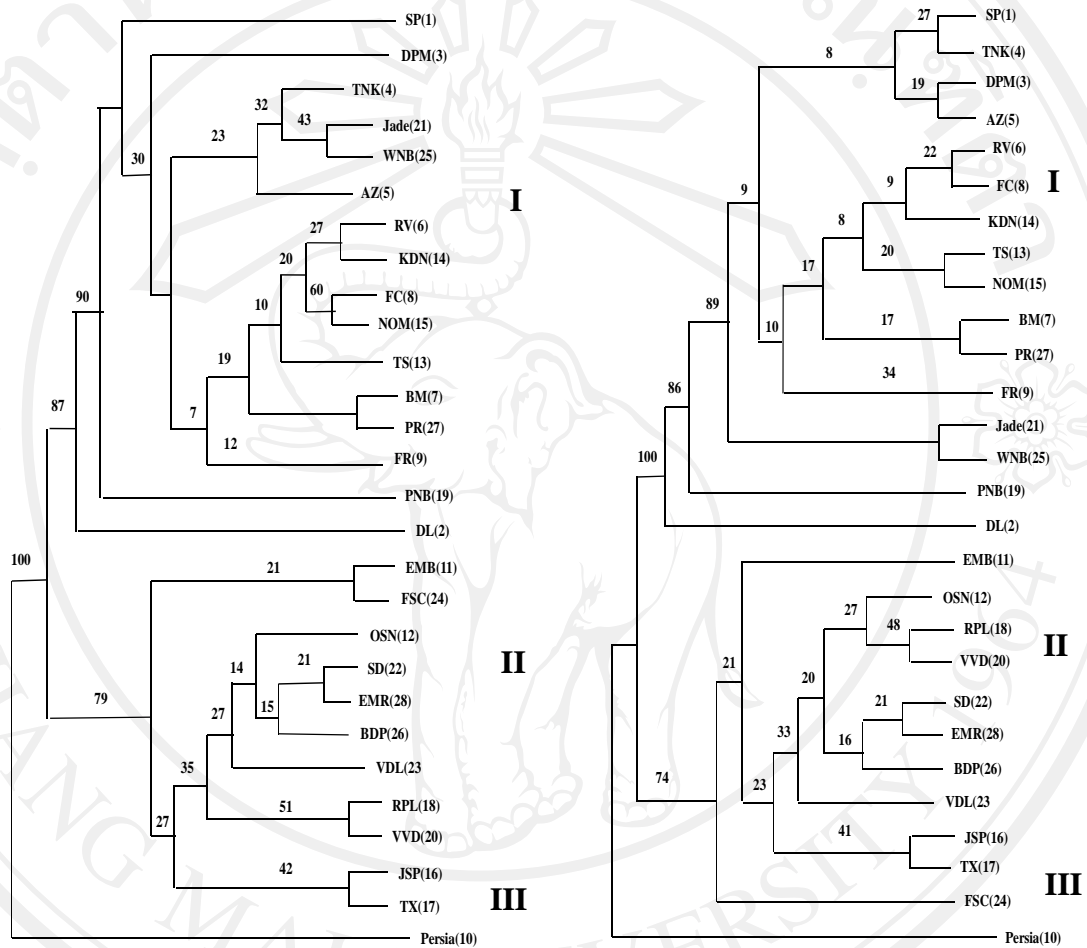 SP(1)
DPM(3)
TNK(4)
32
43
Jade(21)
23
WNB(25)
30
AZ(5)
I
RV(6)
27
KDN(14)
20
60
FC(8)
90
NOM(15)
10
TS(13)
19
BM(7)
87
7
PR(27)
12
FR(9)
PNB(19)
DL(2)
100
21
EMB(11)
FSC(24)
OSN(12)
14
21
SD(22)
II
79
EMR(28)
15
27
BDP(26)
VDL(23
35
51
RPL(18)
27
VVD(20)
42
JSP(16)
III
TX(17)
Persia(10)
27
SP(1)
8
TNK(4)
19
DPM(3)
AZ(5)
22
RV(6)
9
9
FC(8)
I
8
KDN(14)
20
TS(13)
17
NOM(15)
89
17
BM(7)
10
PR(27)
34
86
FR(9)
Jade(21)
100
WNB(25)
PNB(19)
DL(2)
EMB(11)
27
OSN(12)
48
RPL(18)
21
VVD(20)
II
20
21
SD(22)
33
16
EMR(28)
74
23
BDP(26)
VDL(23
41
JSP(16)
TX(17)
III
FSC(24)
Persia(10)
ANG MA
VERSITY 1964